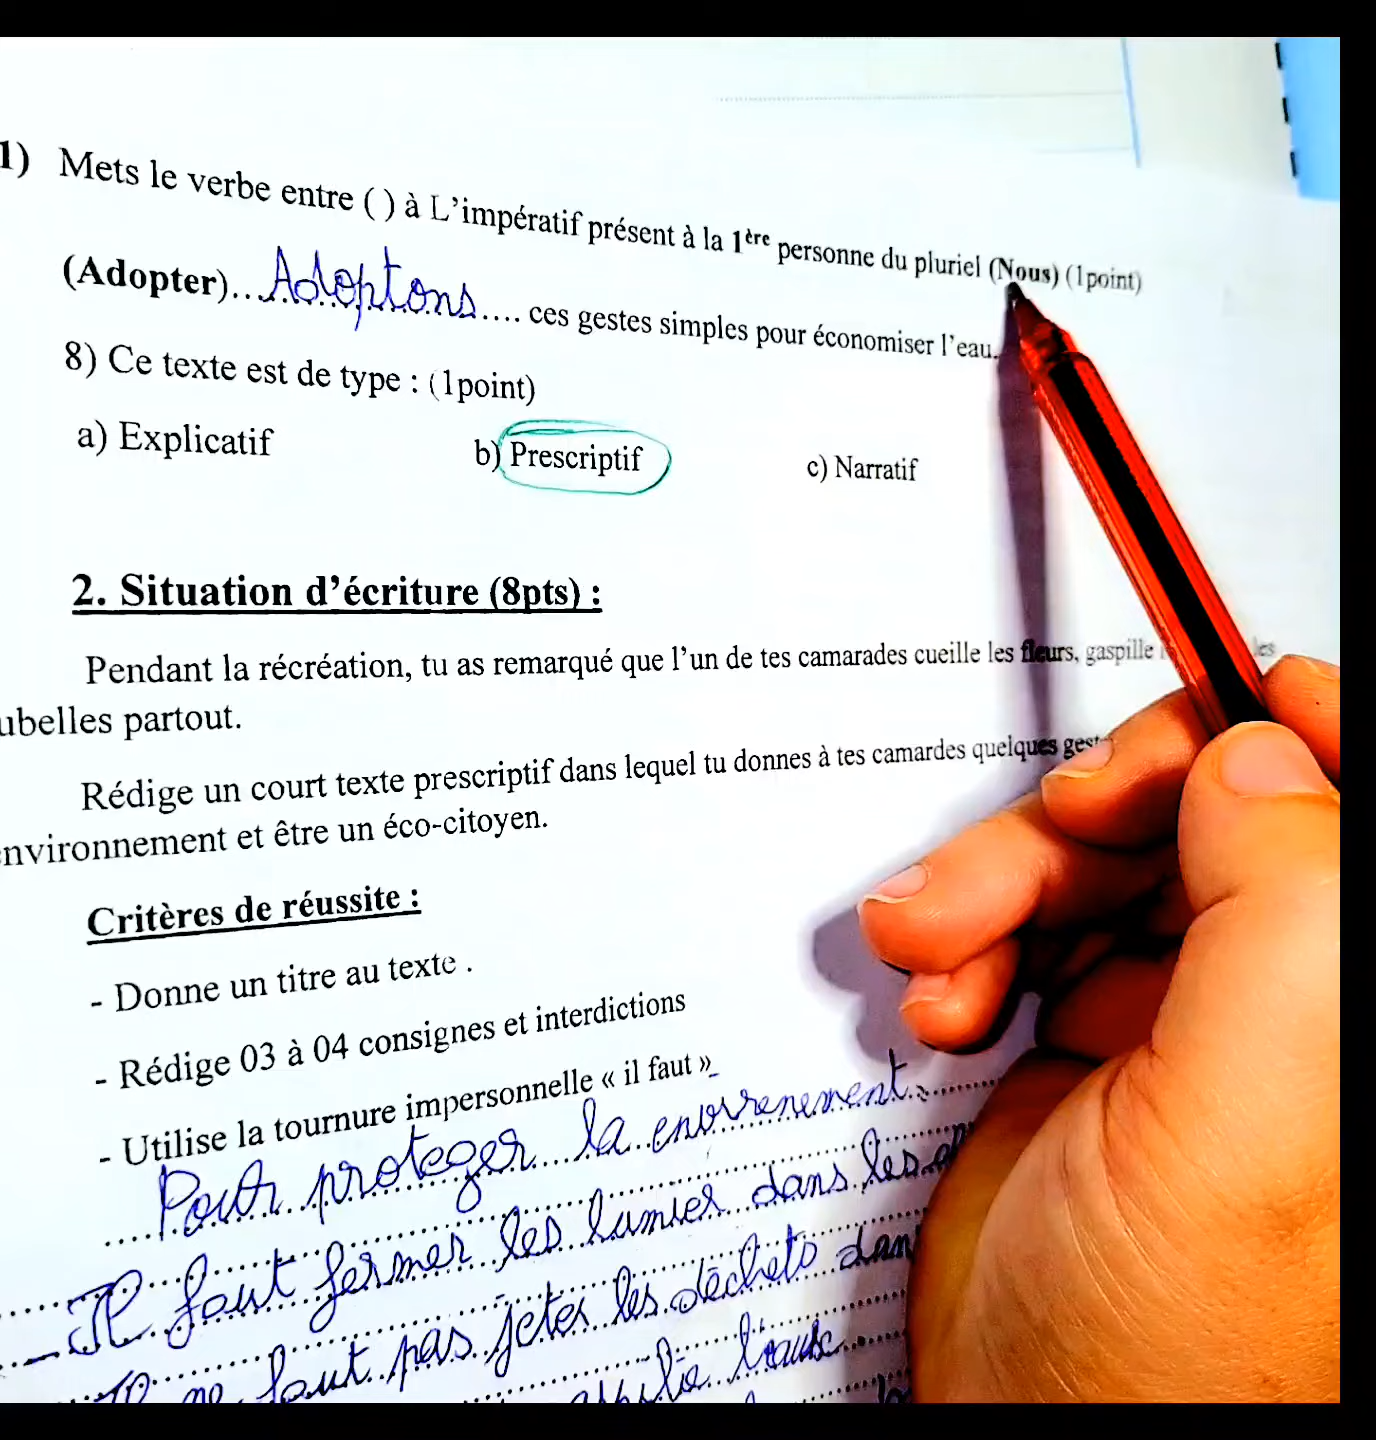 1) Mets le verbe entre ( ) à L'impératif présent à la 1ère personne du pluriel (Nous) (1point)
(Adopter)...Adoptons.... ces gestes simples pour économiser l'eau.
8) Ce texte est de type : (1point)
a) Explicatif b) Prescriptif c) Narratif
2. Situation d'écriture (8pts) :
Pendant la récréation, tu as remarqué que l'un de tes camarades cueille les fleurs, gaspille les
ubelles partout.
Rédige un court texte prescriptif dans lequel tu donnes à tes camardes quelques gest
nvironnement et être un éco-citoyen.
Critères de réussite :
- Donne un titre au texte .
- Rédige 03 à 04 consignes et interdictions
- Utilise la tournure impersonnelle « il faut »
Pour proteger la
- Il faut fermer les lumier dans les
Il ne faut pas jeter les déchets dan